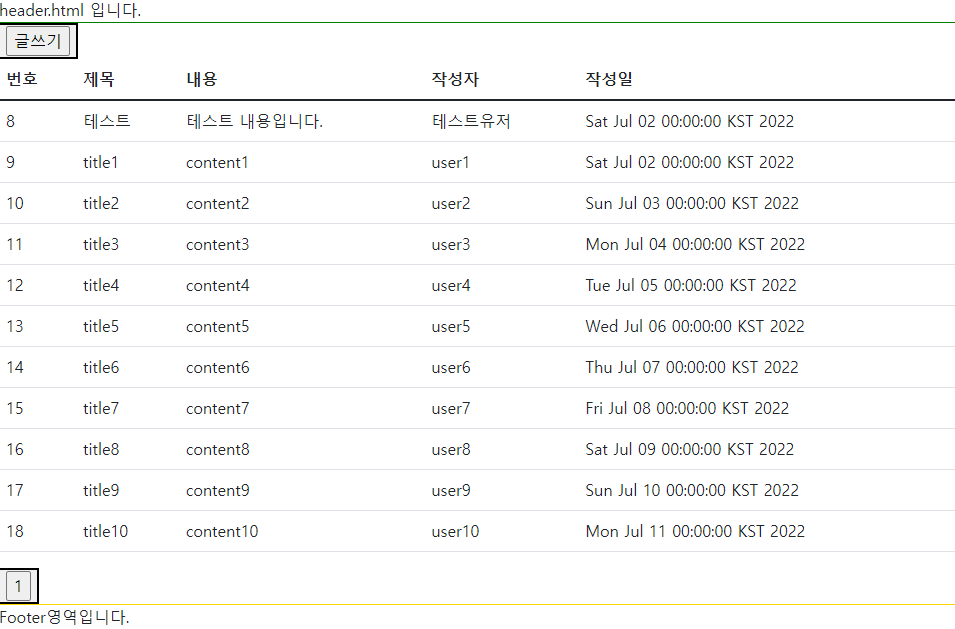 header.html 입니다.
글쓰기
번호 제목 내용 작성자 작성일
8 테스트 테스트 내용입니다. 테스트유저 Sat Jul 02 00:00:00 KST 2022
9 title1 content1 user1 Sat Jul 02 00:00:00 KST 2022
10 title2 content2 user2 Sun Jul 03 00:00:00 KST 2022
11 title3 content3 user3 Mon Jul 04 00:00:00 KST 2022
12 title4 content4 user4 Tue Jul 05 00:00:00 KST 2022
13 title5 content5 user5 Wed Jul 06 00:00:00 KST 2022
14 title6 content6 user6 Thu Jul 07 00:00:00 KST 2022
15 title7 content7 user7 Fri Jul 08 00:00:00 KST 2022
16 title8 content8 user8 Sat Jul 09 00:00:00 KST 2022
17 title9 content9 user9 Sun Jul 10 00:00:00 KST 2022
18 title10 content10 user10 Mon Jul 11 00:00:00 KST 2022
1
Footer영역입니다.